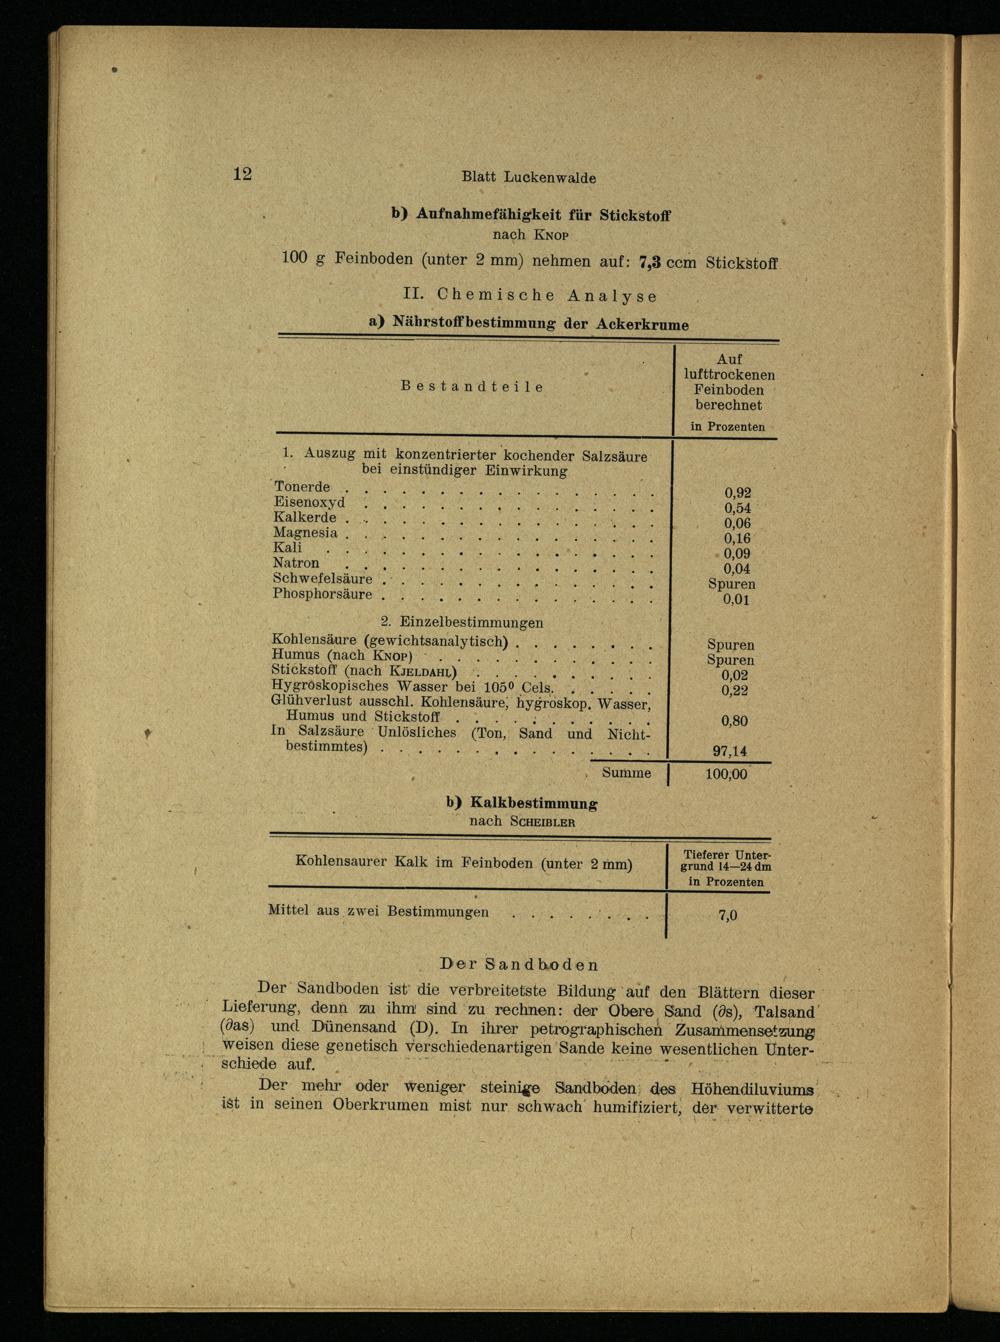 12
Blatt Luckenwalde
b) Aufnahmefähigkeit für Stickstoff
nach Knop
100 g Feinboden (unter 2 mm) nehmen auf: 7,3 ccm Stickstoff
II. Chemische Analyse
a) Nährstoffbestimmung der Ackerkrume
Bestandteile
Auf
lufttrockenen
Feinboden
berechnet
in Prozenten
1. Auszug mit konzentrierter kochender Salzsäure
bei einstündiger Einwirkung
Tonerde . . . . . . . . . . . . . . . . . 0,92
Eisenoxyd . . . . . . . . . . . . . . . . 0,54
Kalkerde . . . . . . . . . . . . . . . . . 0,06
Magnesia . . . . . . . . . . . . . . . . . 0,16
Kali . . . . . . . . . . . . . . . . . . 0,09
Natron . . . . . . . . . . . . . . . . . 0,04
Schwefelsäure . . . . . . . . . . . . . . . Spuren
Phosphorsäure . . . . . . . . . . . . . . . 0,01
2. Einzelbestimmungen
Kohlensäure (gewichtsanalytisch) . . . . . . . . Spuren
Humus (nach Knop) . . . . . . . . . . . . Spuren
Stickstoff (nach Kjeldahl) . . . . . . . . . . 0,02
Hygroskopisches Wasser bei 105° Cels. . . . . . 0,22
Glühverlust ausschl. Kohlensäure, hygroskop. Wasser,
Humus und Stickstoff . . . . . . . . . . . 0,80
In Salzsäure Unlösliches (Ton, Sand und Nicht-
bestimmtes) . . . . . . . . . . . . . . . 97,14
Summe 100,00
b) Kalkbestimmung
nach Scheibler
Kohlensaurer Kalk im Feinboden (unter 2 mm)
Tieferer Unter-
grund 14—24 dm
in Prozenten
Mittel aus zwei Bestimmungen . . . . . . . . 7,0
Der Sandboden
Der Sandboden ist die verbreitetste Bildung auf den Blättern dieser
Lieferung, denn zu ihm sind zu rechnen: der Obere Sand (∂s), Talsand
(∂as) und Dünensand (D). In ihrer petrographischen Zusammensetzung
weisen diese genetisch verschiedenartigen Sande keine wesentlichen Unter-
schiede auf.
Der mehr oder weniger steinige Sandboden des Höhendiluviums
ist in seinen Oberkrumen mist nur schwach humifiziert, der verwitterte